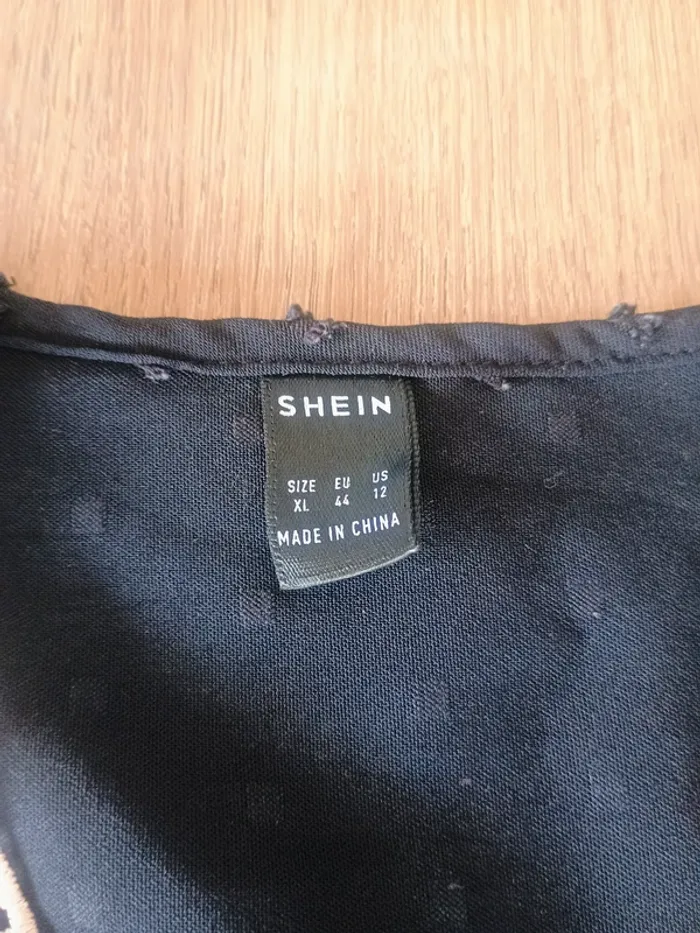 SHEIN
SIZE EU US
XL 44 12
MADE IN CHINA